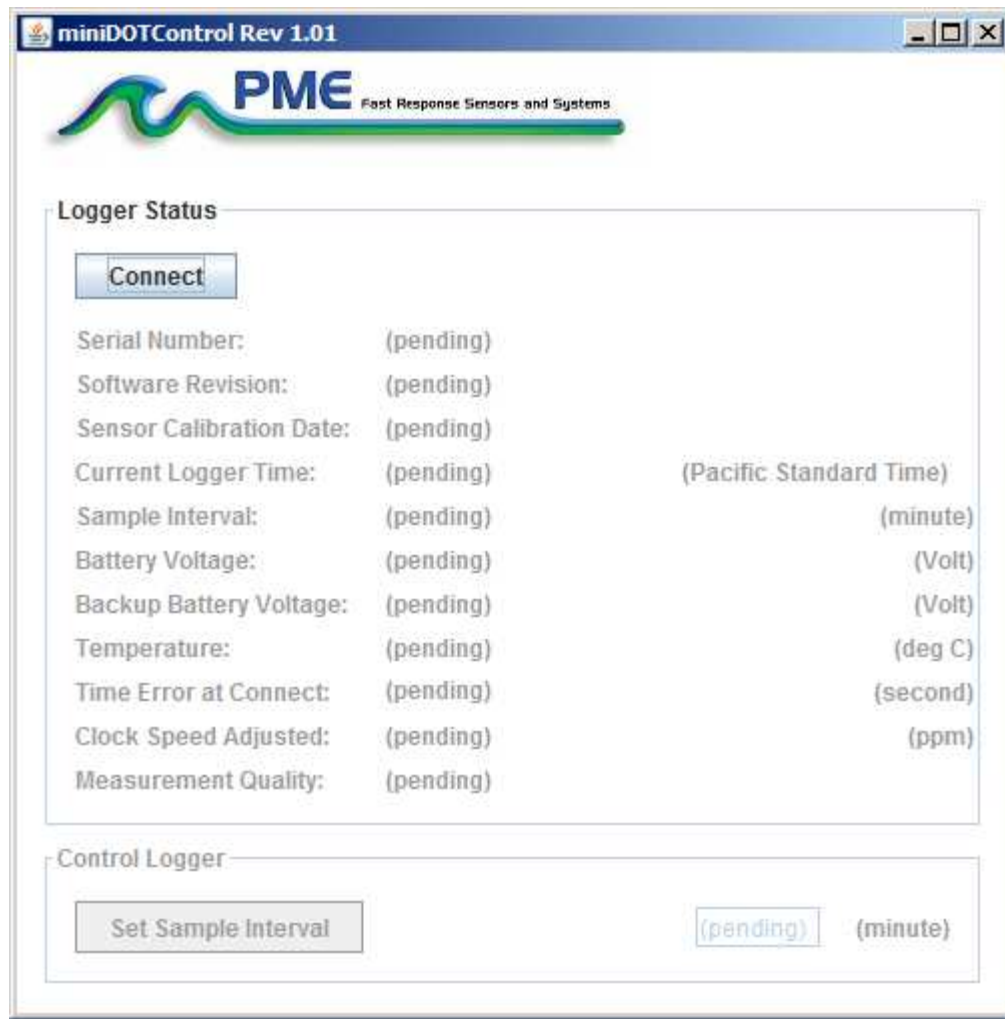 miniDOTControl Rev 1.01
PME Fast Response Sensors and Systems
Logger Status
Connect
Serial Number: (pending)
Software Revision: (pending)
Sensor Calibration Date: (pending)
Current Logger Time: (pending) (Pacific Standard Time)
Sample Interval: (pending) (minute)
Battery Voltage: (pending) (Volt)
Backup Battery Voltage: (pending) (Volt)
Temperature: (pending) (deg C)
Time Error at Connect: (pending) (second)
Clock Speed Adjusted: (pending) (ppm)
Measurement Quality: (pending)
Control Logger
Set Sample Interval (pending) (minute)